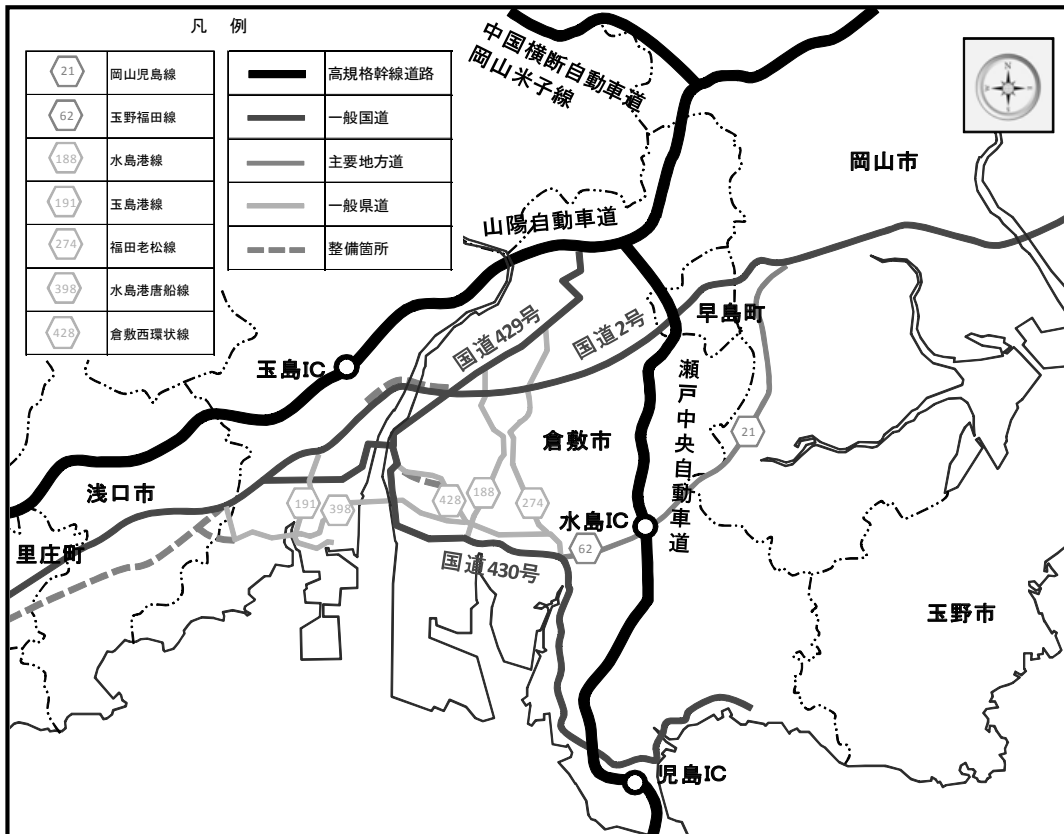 凡 例
21 岡山児島線
62 玉野福田線
188 水島港線
191 玉島港線
274 福田老松線
398 水島港唐船線
428 倉敷西環状線
高規格幹線道路
一般国道
主要地方道
一般県道
整備箇所
中国横断自動車道
岡山米子線
N
岡山市
山陽自動車道
早島町
国道429号
国道2号
玉島IC
瀬戸中央自動車道
倉敷市
21
浅口市
191
398
428
188
274
水島IC
62
里庄町
国道430号
玉野市
児島IC